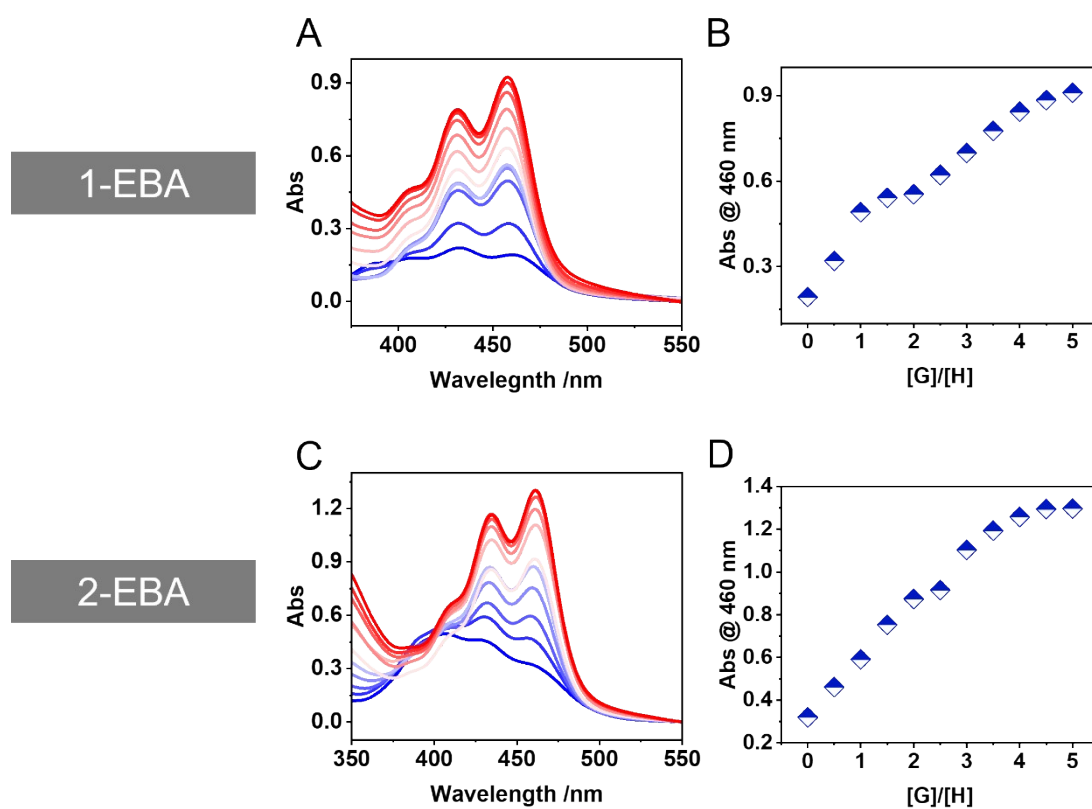 A
B
1-EBA
Abs
0.9
0.6
0.3
0.0
400
450
500
550
Wavelegnth /nm
Abs @ 460 nm
0.9
0.6
0.3
0
1
2
3
4
5
[G]/[H]
C
D
2-EBA
Abs
1.2
0.9
0.6
0.3
0.0
350
400
450
500
550
Wavelength /nm
Abs @ 460 nm
1.4
1.2
1.0
0.8
0.6
0.4
0.2
0
1
2
3
4
5
[G]/[H]